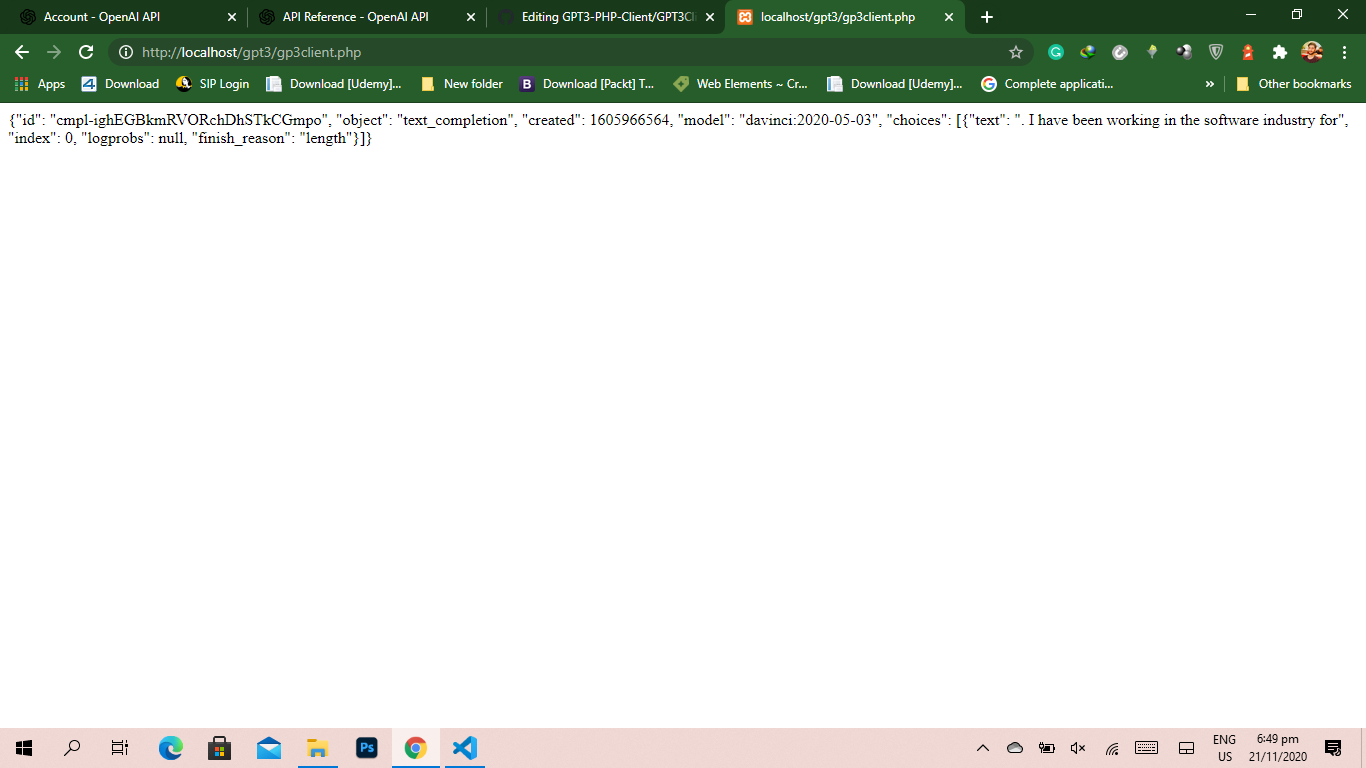 Account - OpenAI API
API Reference - OpenAI API
Editing GPT3-PHP-Client/GPT3Cli
localhost/gpt3/gp3client.php
http://localhost/gpt3/gp3client.php
Apps
Download
SIP Login
Download [Udemy]...
New folder
Download [Packt] T...
Web Elements ~ Cr...
Download [Udemy]...
Complete applicati...
»
Other bookmarks
{"id": "cmpl-ighEGBkmRVORchDhSTkCGmpo", "object": "text_completion", "created": 1605966564, "model": "davinci:2020-05-03", "choices": [{"text": ". I have been working in the software industry for",
"index": 0, "logprobs": null, "finish_reason": "length"}]}
Ps
ENG
US
6:49 pm
21/11/2020